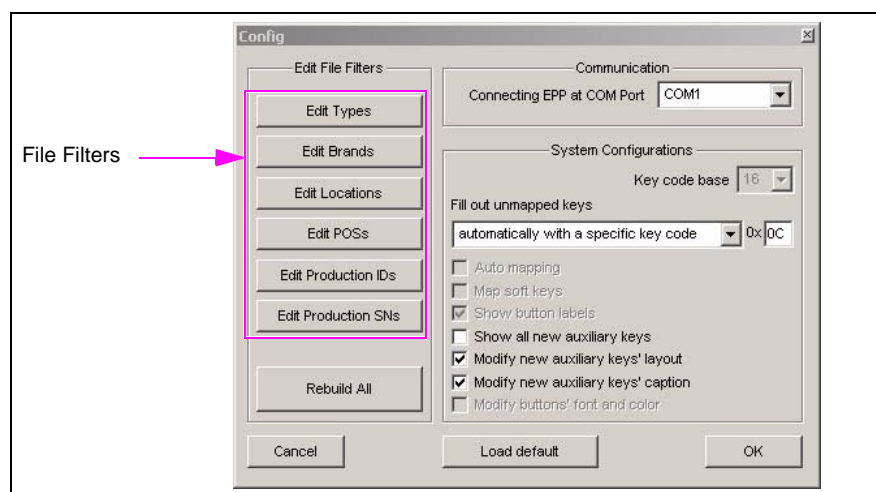 Config
Edit File Filters
Edit Types
Edit Brands
Edit Locations
Edit POSs
Edit Production IDs
Edit Production SNs
Rebuild All
File Filters
Communication
Connecting EPP at COM Port COM1
System Configurations
Key code base 16
Fill out unmapped keys
automatically with a specific key code 0x 0C
Auto mapping
Map soft keys
Show button labels
Show all new auxiliary keys
Modify new auxiliary keys' layout
Modify new auxiliary keys' caption
Modify buttons' font and color
Cancel
Load default
OK